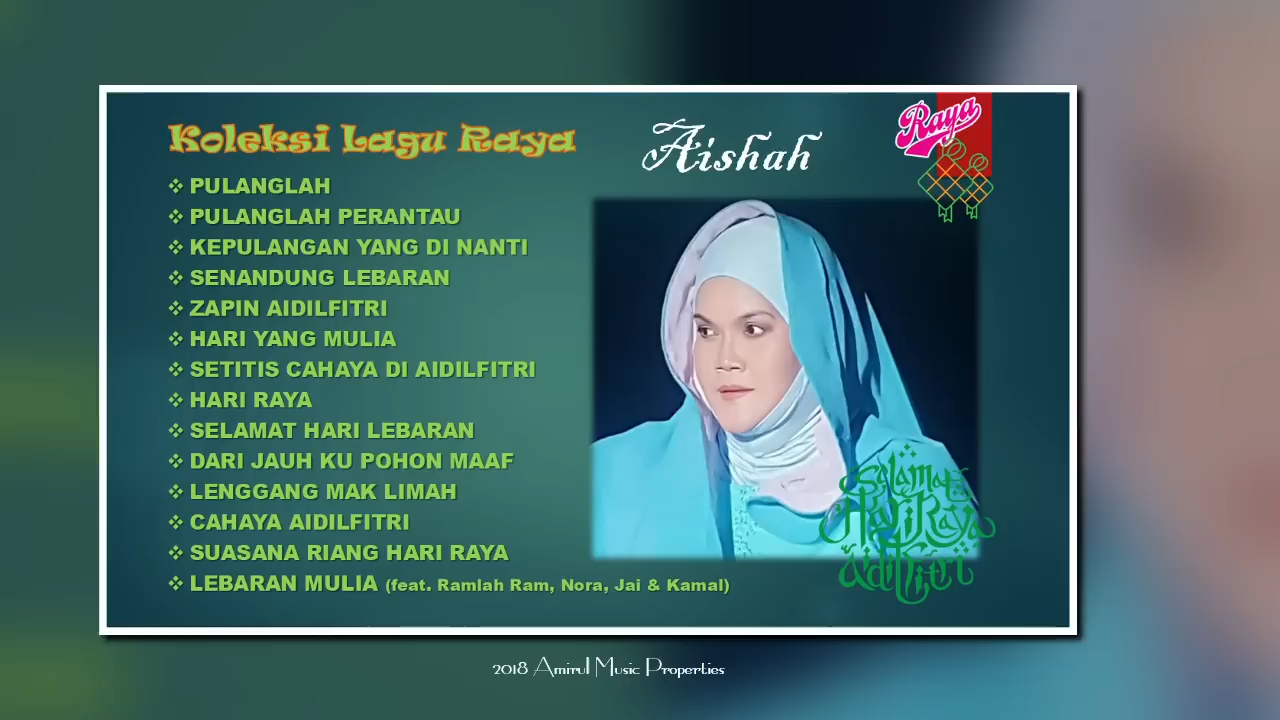 Koleksi Lagu Raya
Aishah
Raya
❖ PULANGLAH
❖ PULANGLAH PERANTAU
❖ KEPULANGAN YANG DI NANTI
❖ SENANDUNG LEBARAN
❖ ZAPIN AIDILFITRI
❖ HARI YANG MULIA
❖ SETITIS CAHAYA DI AIDILFITRI
❖ HARI RAYA
❖ SELAMAT HARI LEBARAN
❖ DARI JAUH KU POHON MAAF
❖ LENGGANG MAK LIMAH
❖ CAHAYA AIDILFITRI
❖ SUASANA RIANG HARI RAYA
❖ LEBARAN MULIA (feat. Ramlah Ram, Nora, Jai & Kamal)
Selamat
Hari Raya
Aidilfitri
2018 Amirul Music Properties